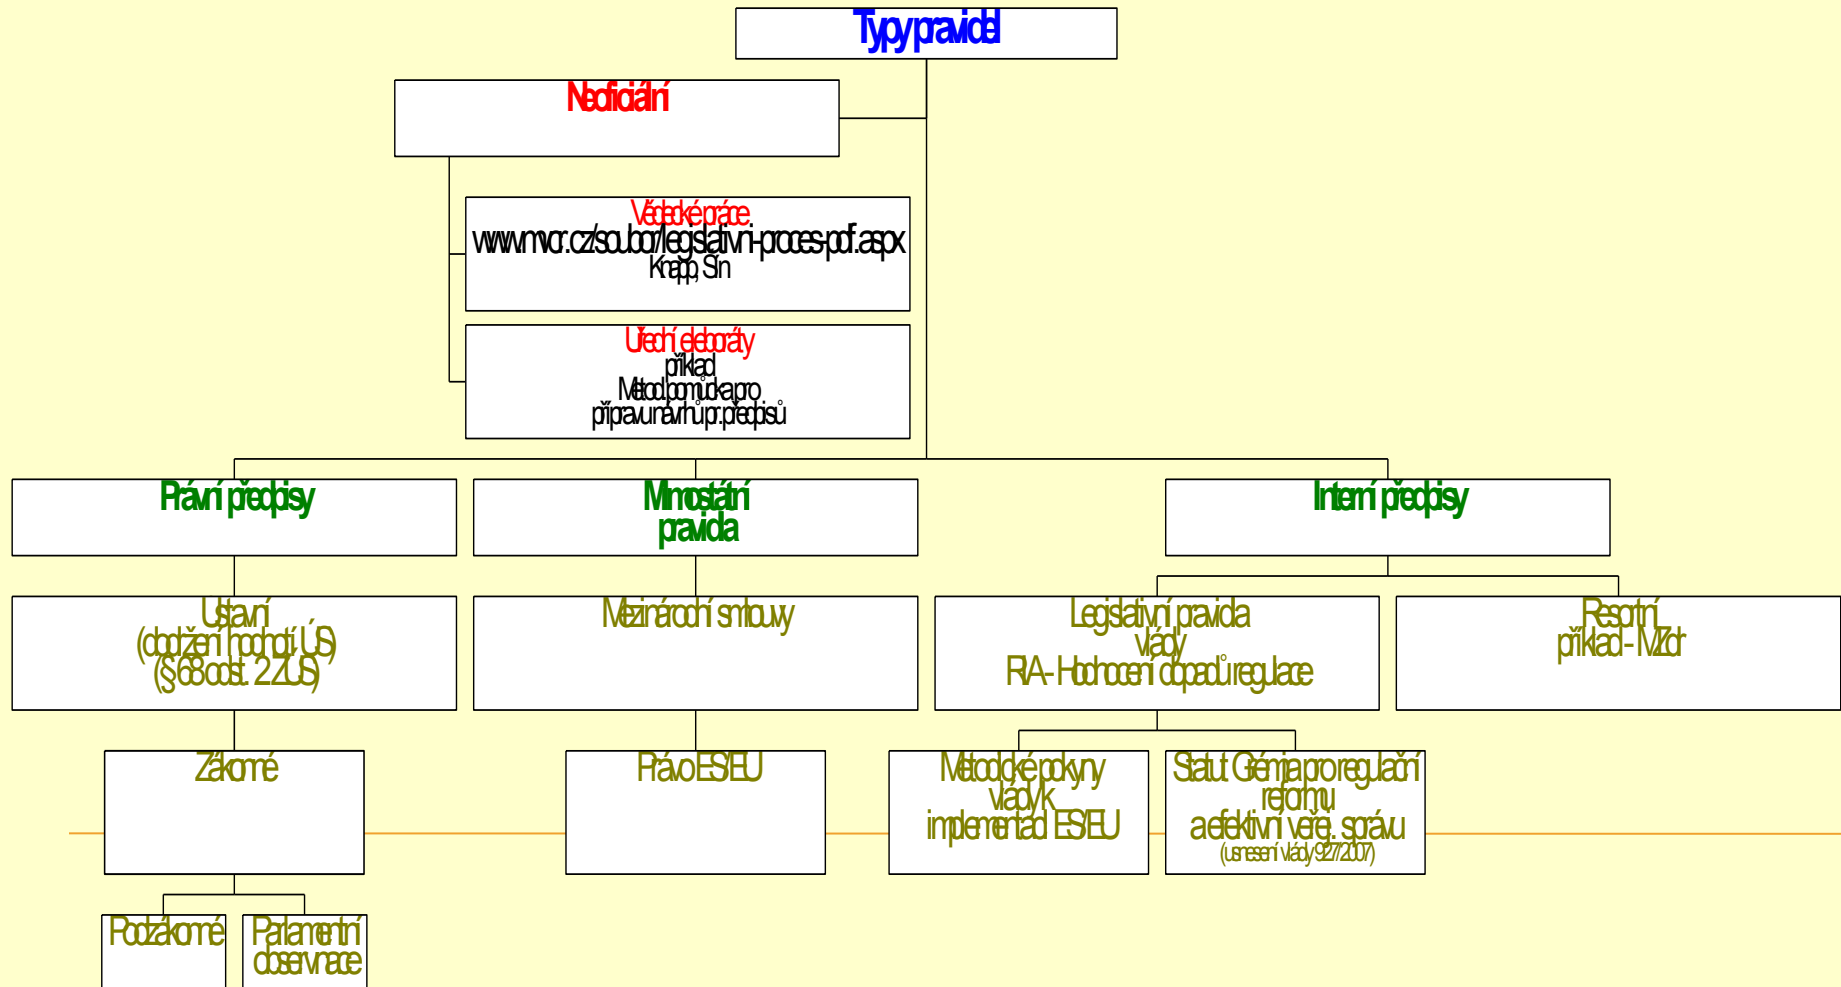 Typy pravidel
Neoficiální
Vědecké práce
www.mvcr.cz/soubor/legislativni-proces-pdf.aspx
Knapp, Šín
Úřední elaboráty
příklad
Metod.pomůcka pro
přípravu návrhů pr.předpisů
Právní předpisy
Mimostátní
pravidla
Interní předpisy
Ústavní
(dodržení hodnotí ÚS)
(§ 68 odst. 2 ZÚS)
Mezinárodní smlouvy
Legislativní pravidla
vlády
RIA - Hodnocení dopadů regulace
Resortní
příklad - MZdr
Zákonné
Právo ES/EU
Metodické pokyny
vlády k
implementaci ES/EU
Statut Grémia pro regulační
reformu
a efektivní veřej. správu
(usnesení vlády 927/2007)
Podzákonné
Parlamentní
observnace